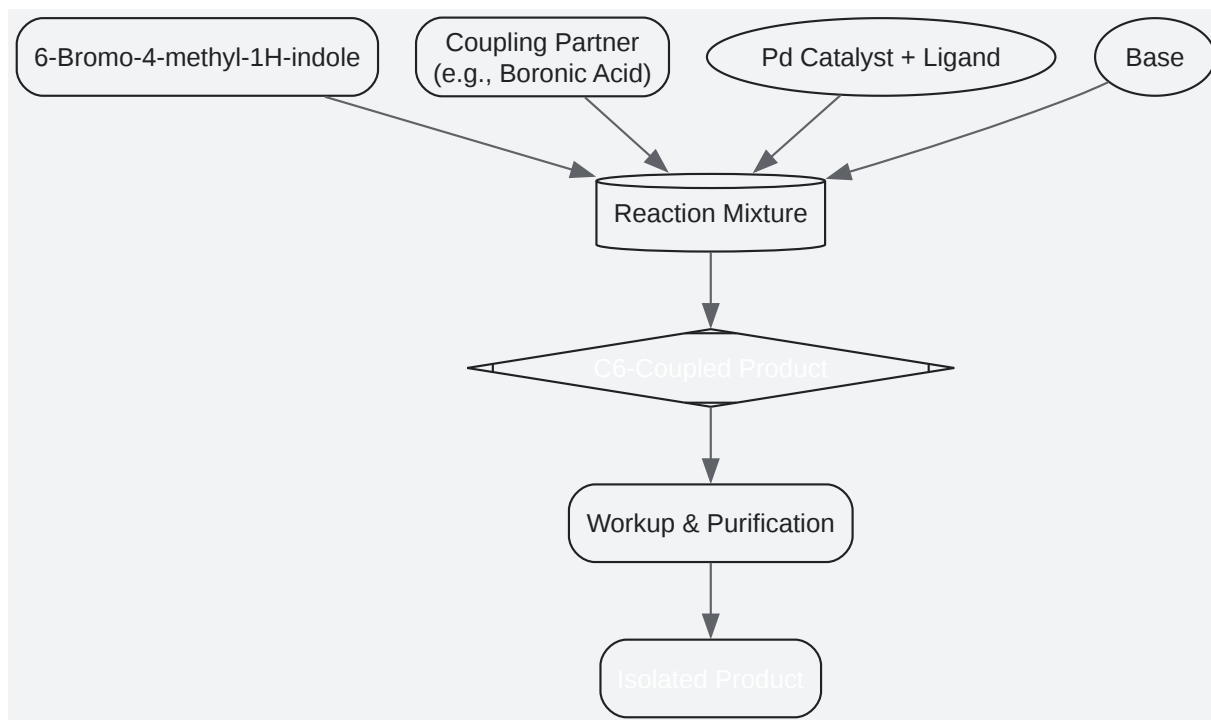 6-Bromo-4-methyl-1H-indole
Coupling Partner
(e.g., Boronic Acid)
Pd Catalyst + Ligand
Base
Reaction Mixture
C6-Coupled Product
Workup & Purification
Isolated Product